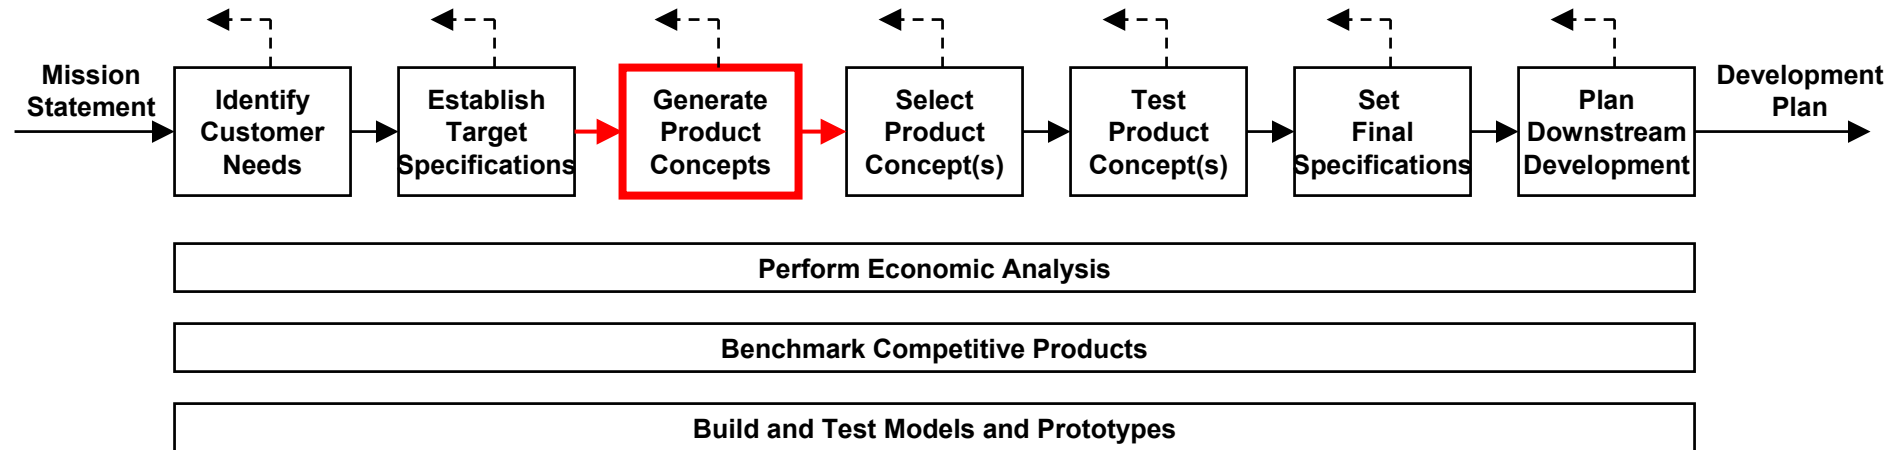 Mission
Statement
Identify
Customer
Needs
Establish
Target
Specifications
Generate
Product
Concepts
Select
Product
Concept(s)
Test
Product
Concept(s)
Set
Final
Specifications
Plan
Downstream
Development
Development
Plan
Perform Economic Analysis
Benchmark Competitive Products
Build and Test Models and Prototypes